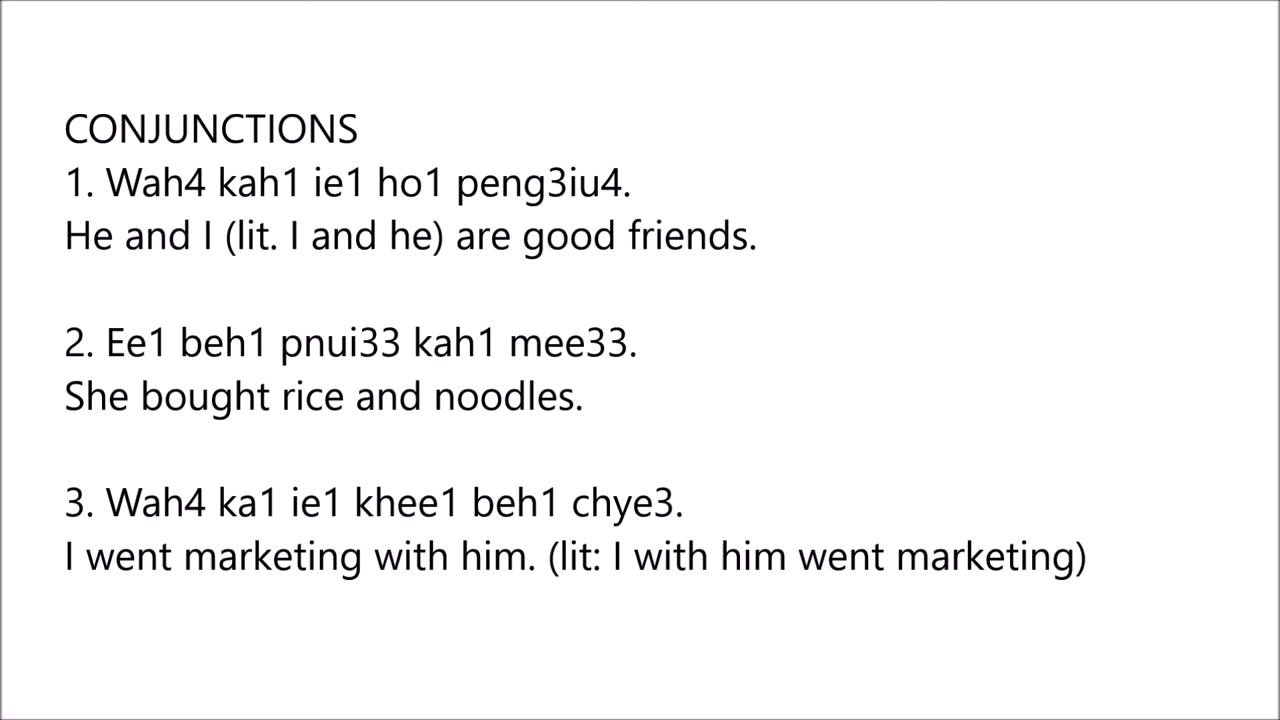 CONJUNCTIONS
1. Wah4 kah1 ie1 ho1 peng3iu4.
He and I (lit. I and he) are good friends.
2. Ee1 beh1 pnui33 kah1 mee33.
She bought rice and noodles.
3. Wah4 ka1 ie1 khee1 beh1 chye3.
I went marketing with him. (lit: I with him went marketing)